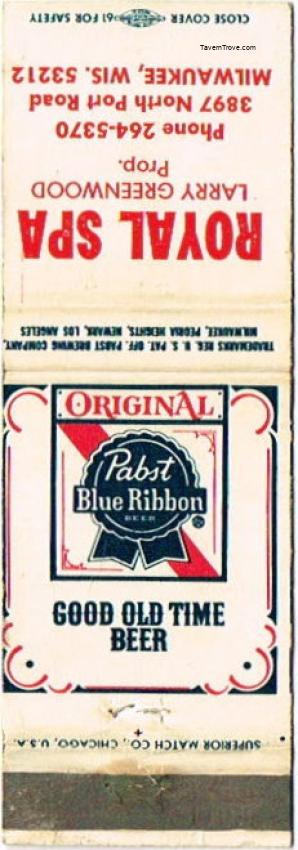 TavernTrove.com
CLOSE COVER 61 FOR SAFETY
ROYAL SPA
LARRY GREENWOOD
Prop.
Phone 264-5370
3897 North Port Road
MILWAUKEE, WIS. 53212
TRADEMARKS REG. U. S. PAT. OFF. PABST BREWING COMPANY,
MILWAUKEE, PEORIA HEIGHTS, NEWARK, LOS ANGELES
ORIGINAL
Pabst
Blue Ribbon
BEER
GOOD OLD TIME
BEER
SUPERIOR MATCH CO., CHICAGO, U.S.A.